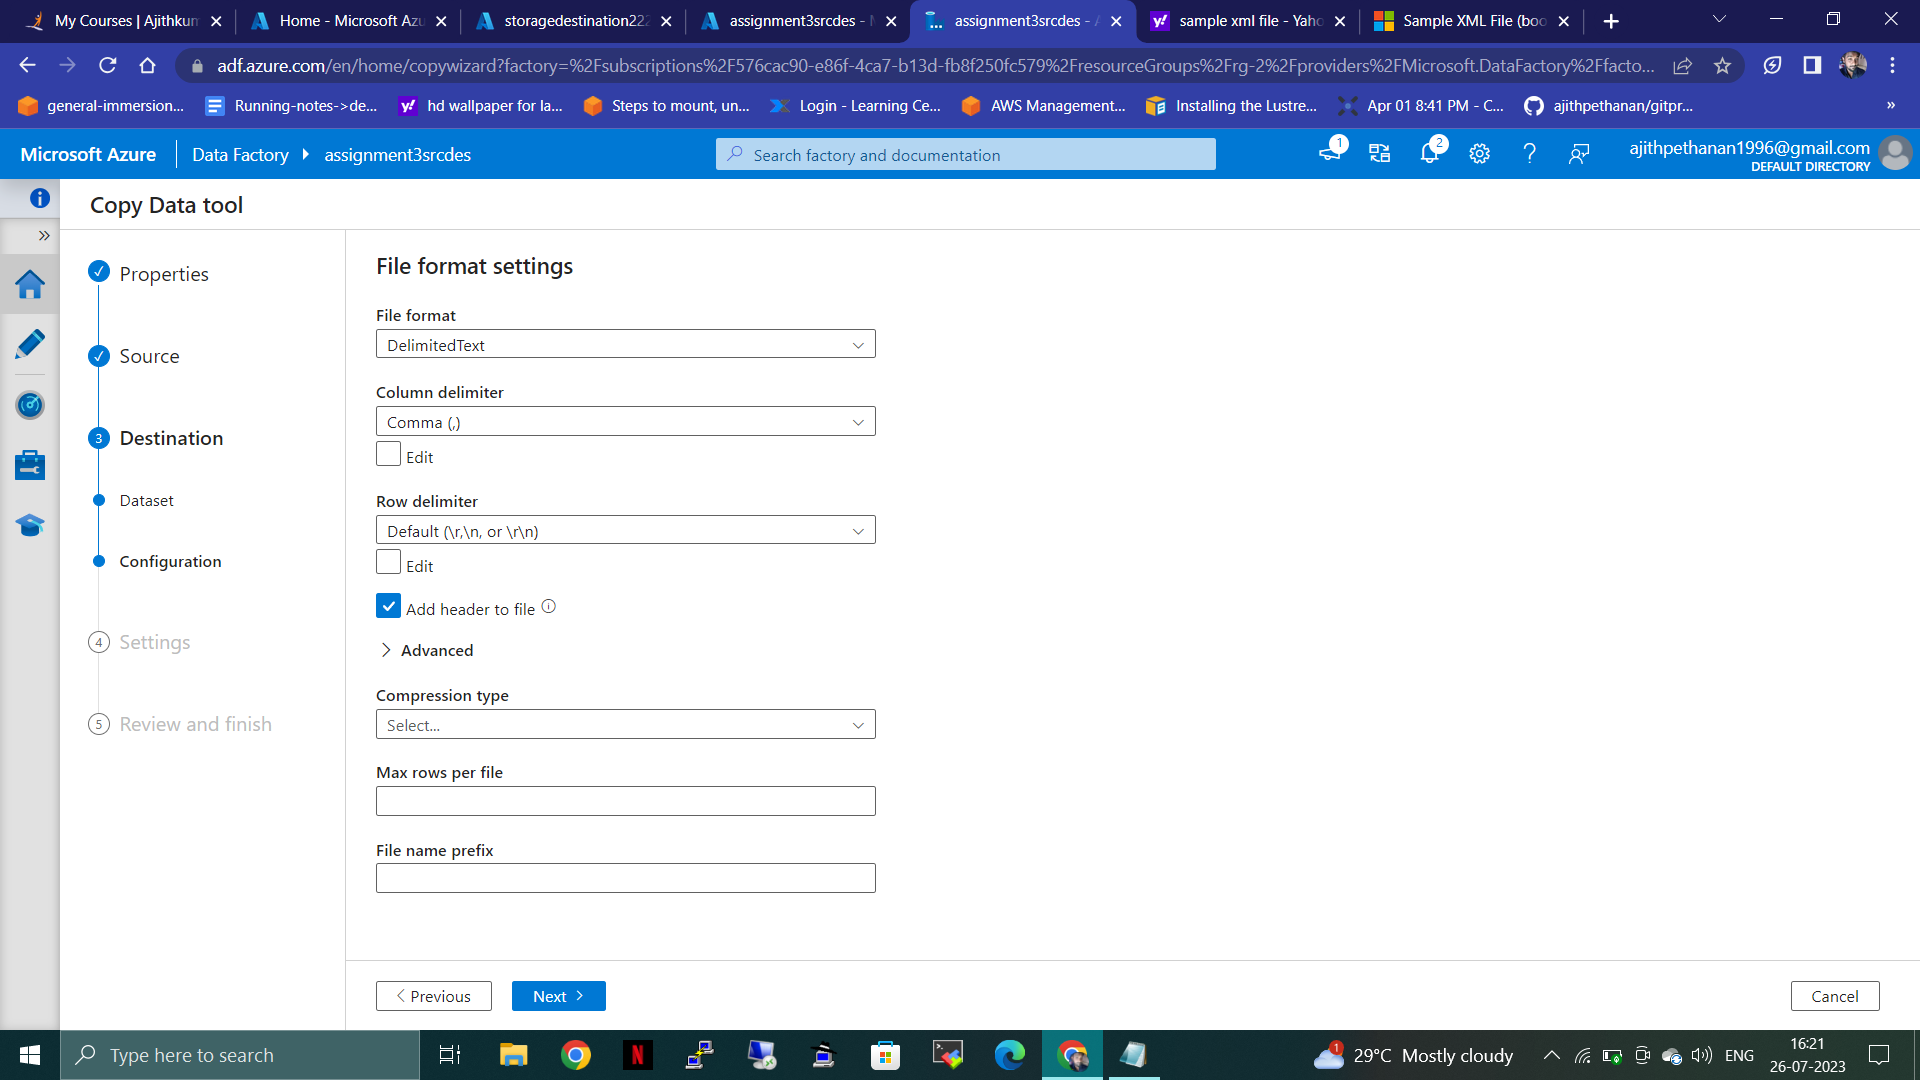 My Courses | Ajithkum
Home - Microsoft Azu
storagedestination222
assignment3srcdes - M
assignment3srcdes - A
sample xml file - Yaho
Sample XML File (boo
adf.azure.com/en/home/copywizard?factory=%2Fsubscriptions%2F576cac90-e86f-4ca7-b13d-fb8f250fc579%2FresourceGroups%2Frg-2%2Fproviders%2FMicrosoft.DataFactory%2Ffacto...
general-immersion...
Running-notes->de...
hd wallpaper for la...
Steps to mount, un...
Login - Learning Ce...
AWS Management...
Installing the Lustre...
Apr 01 8:41 PM - C...
ajithpethanan/gitpr...
»
Microsoft Azure
Data Factory
assignment3srcdes
Search factory and documentation
1
2
ajithpethanan1996@gmail.com
DEFAULT DIRECTORY
Copy Data tool
Properties
Source
3 Destination
Dataset
Configuration
4 Settings
5 Review and finish
File format settings
File format
DelimitedText
Column delimiter
Comma (,)
Edit
Row delimiter
Default (\r,\n, or \r\n)
Edit
Add header to file
Advanced
Compression type
Select...
Max rows per file
File name prefix
Previous
Next
Cancel
Type here to search
1
29°C Mostly cloudy
ENG
16:21
26-07-2023